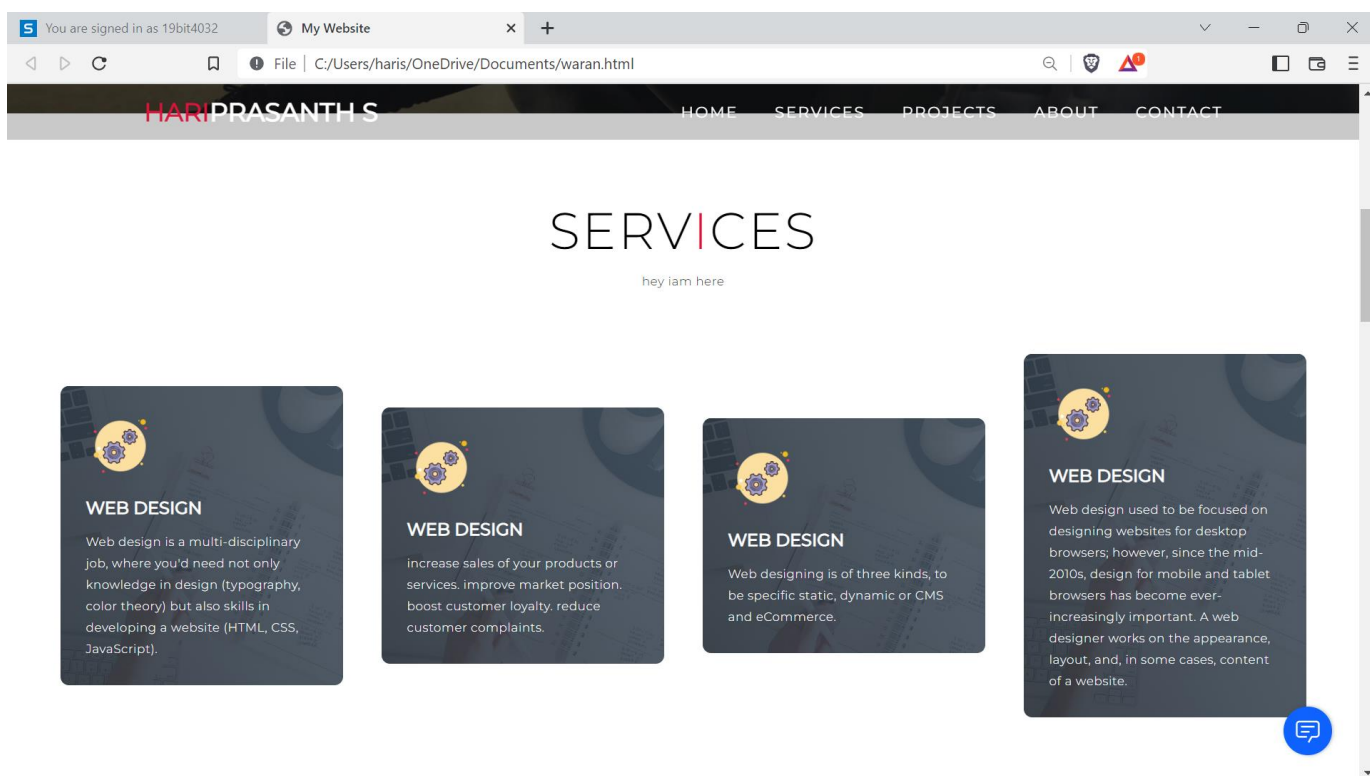 You are signed in as 19bit4032
My Website
File | C:/Users/haris/OneDrive/Documents/waran.html
HARIPRASANTH S
HOME SERVICES PROJECTS ABOUT CONTACT
SERVICES
hey iam here
WEB DESIGN
Web design is a multi-disciplinary
job, where you'd need not only
knowledge in design (typography,
color theory) but also skills in
developing a website (HTML, CSS,
JavaScript).
WEB DESIGN
increase sales of your products or
services. improve market position.
boost customer loyalty. reduce
customer complaints.
WEB DESIGN
Web designing is of three kinds, to
be specific static, dynamic or CMS
and eCommerce.
WEB DESIGN
Web design used to be focused on
designing websites for desktop
browsers; however, since the mid-
2010s, design for mobile and tablet
browsers has become ever-
increasingly important. A web
designer works on the appearance,
layout, and, in some cases, content
of a website.